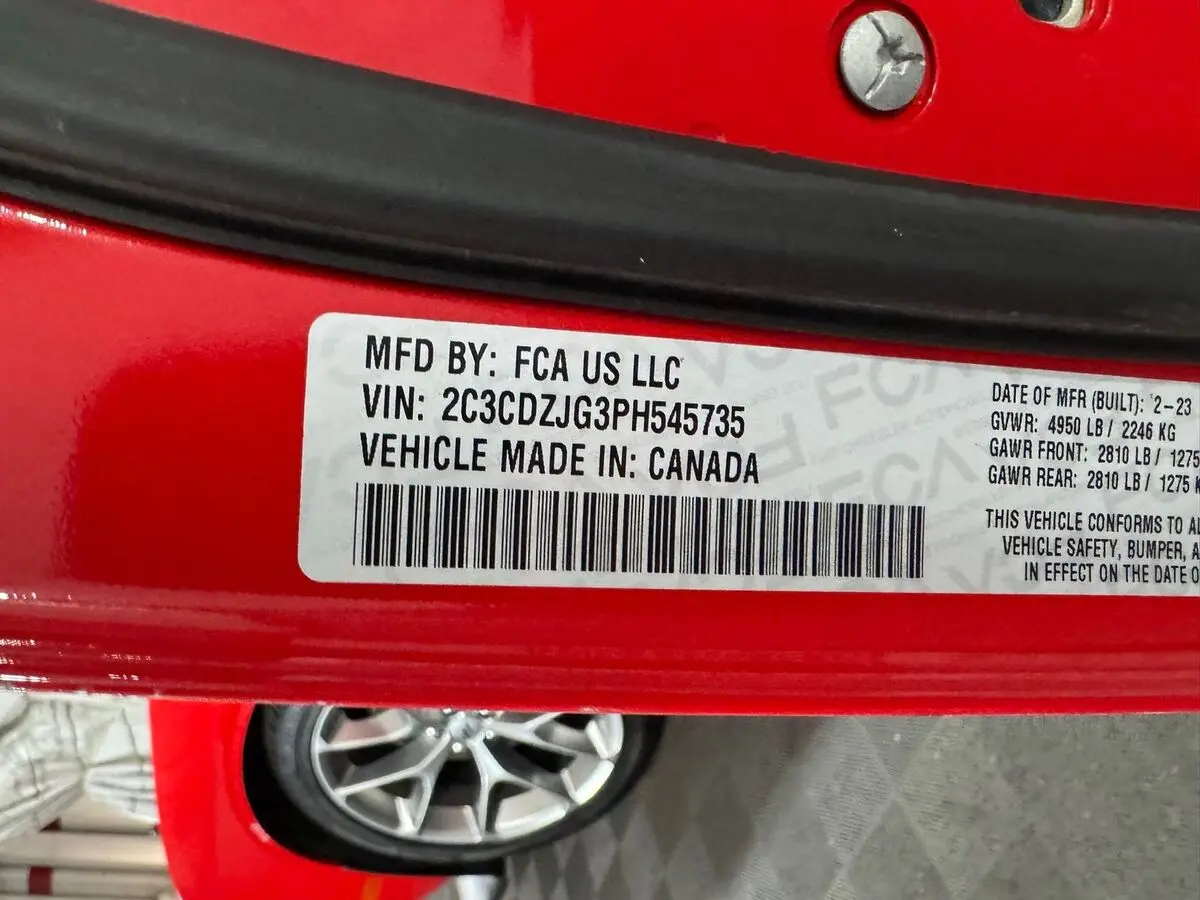 MFD BY: FCA US LLC
VIN: 2C3CDZJG3PH545735
VEHICLE MADE IN: CANADA
DATE OF MFR (BUILT): 2-23
GVWR: 4950 LB / 2246 KG
GAWR FRONT: 2810 LB / 1275
GAWR REAR: 2810 LB / 1275 K
THIS VEHICLE CONFORMS TO AL
VEHICLE SAFETY, BUMPER, A
IN EFFECT ON THE DATE O